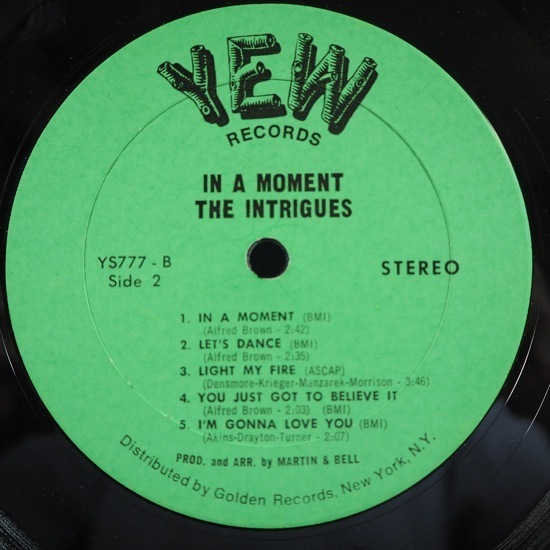 YEW
RECORDS
IN A MOMENT
THE INTRIGUES
YS777 - B
Side 2
STEREO
1. IN A MOMENT (BMI)
(Alfred Brown - 2:42)
2. LET'S DANCE (BMI)
(Alfred Brown - 2:35)
3. LIGHT MY FIRE (ASCAP)
(Densmore-Krieger-Manzarek-Morrison - 3:46)
4. YOU JUST GOT TO BELIEVE IT
(Alfred Brown - 2:03) (BMI)
5. I'M GONNA LOVE YOU (BMI)
(Akins-Drayton-Turner - 2:07)
PROD. and ARR. by MARTIN & BELL
Distributed by Golden Records, New York, N.Y.